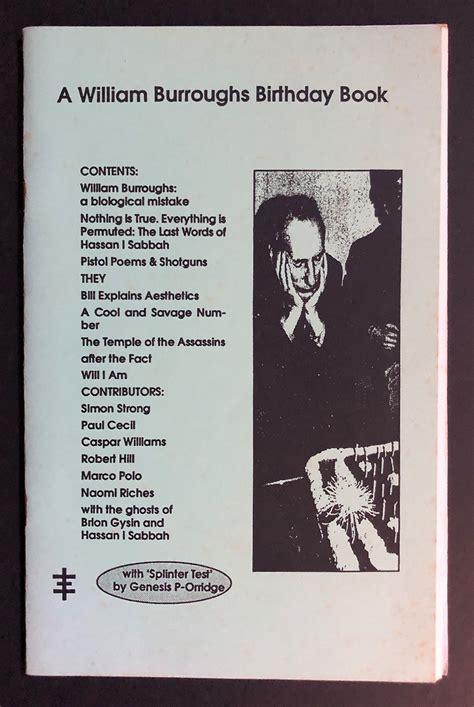 A William Burroughs Birthday Book
CONTENTS:
William Burroughs:
a biological mistake
Nothing is True. Everything is
Permuted: The Last Words of
Hassan I Sabbah
Pistol Poems & Shotguns
THEY
Bill Explains Aesthetics
A Cool and Savage Num-
ber
The Temple of the Assassins
after the Fact
Will I Am
CONTRIBUTORS:
Simon Strong
Paul Cecil
Caspar Williams
Robert Hill
Marco Polo
Naomi Riches
with the ghosts of
Brion Gysin and
Hassan I Sabbah
with 'Splinter Test'
by Genesis P-Orridge